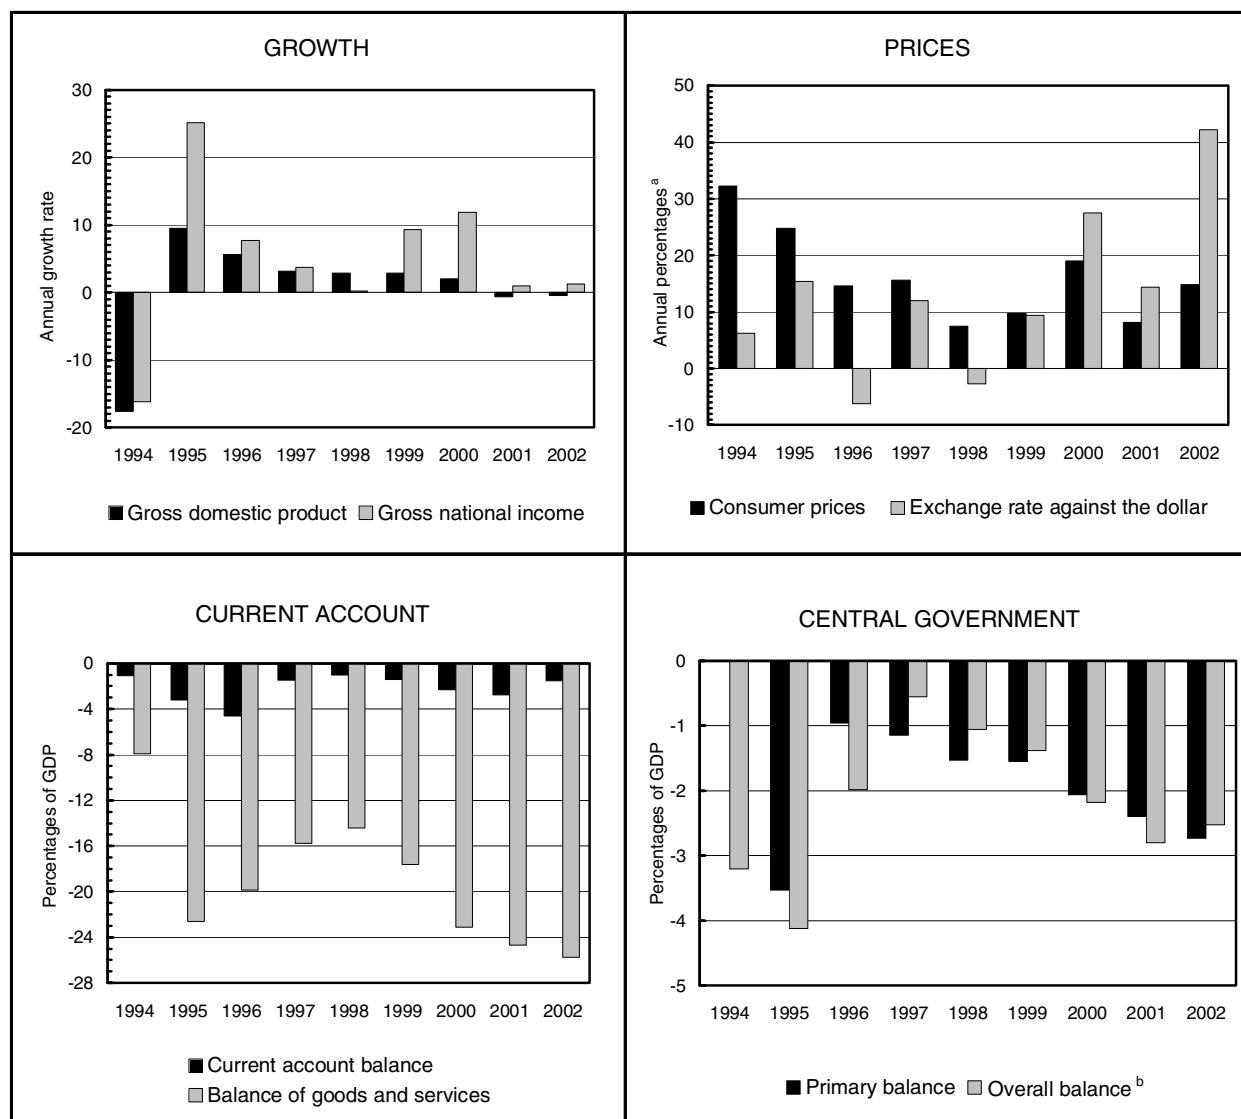 GROWTH
Annual growth rate
30
20
10
0
-10
-20
1994 1995 1996 1997 1998 1999 2000 2001 2002
Gross domestic product Gross national income
PRICES
Annual percentages a
50
40
30
20
10
0
-10
1994 1995 1996 1997 1998 1999 2000 2001 2002
Consumer prices Exchange rate against the dollar
CURRENT ACCOUNT
Percentages of GDP
0
-4
-8
-12
-16
-20
-24
-28
1994 1995 1996 1997 1998 1999 2000 2001 2002
Current account balance
Balance of goods and services
CENTRAL GOVERNMENT
Percentages of GDP
0
-1
-2
-3
-4
-5
1994 1995 1996 1997 1998 1999 2000 2001 2002
Primary balance Overall balance b